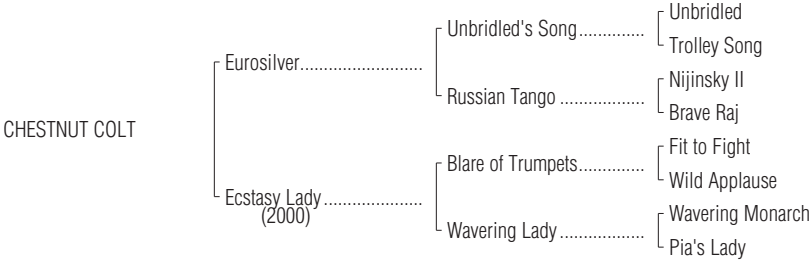 Unbridled
Unbridled's Song..............
Trolley Song
Eurosilver..........................
Nijinsky II
Russian Tango ..................
Brave Raj
CHESTNUT COLT
Fit to Fight
Blare of Trumpets..............
Wild Applause
Ecstasy Lady.....................
(2000)
Wavering Monarch
Wavering Lady ..................
Pia's Lady